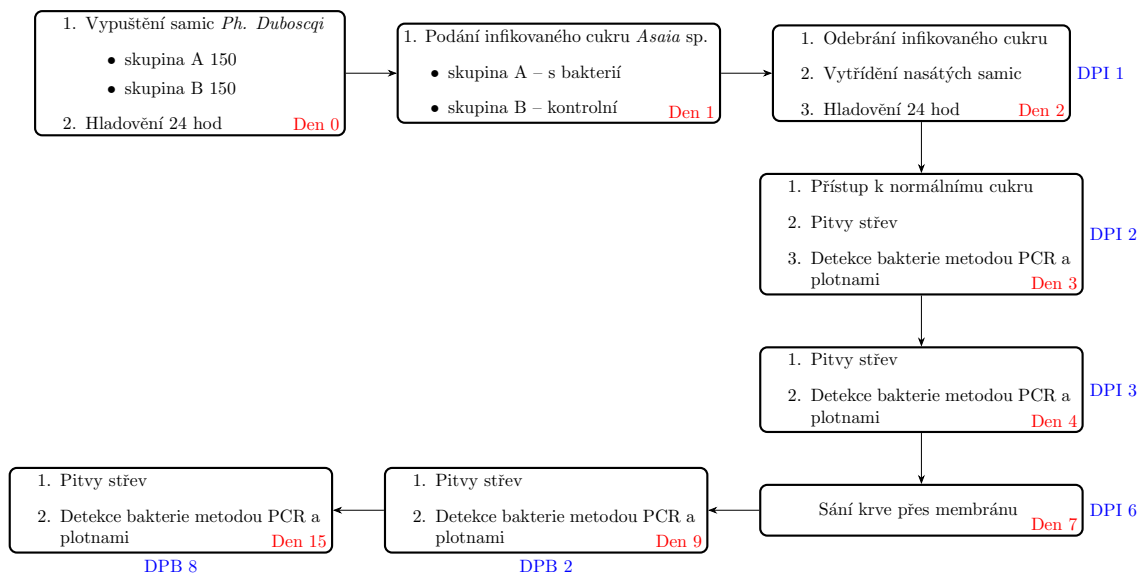 1. Vypuštění samic Ph. Duboscqi
• skupina A 150
• skupina B 150
2. Hladovění 24 hod
Den 0
1. Podání infikovaného cukru Asaia sp.
• skupina A – s bakterií
• skupina B – kontrolní
Den 1
1. Odebrání infikovaného cukru
2. Vytřídění nasátých samic
3. Hladovění 24 hod
Den 2
DPI 1
1. Přístup k normálnímu cukru
2. Pitvy střev
3. Detekce bakterie metodou PCR a
plotnami
Den 3
DPI 2
1. Pitvy střev
2. Detekce bakterie metodou PCR a
plotnami
Den 4
DPI 3
Sání krve přes membránu
Den 7
DPI 6
1. Pitvy střev
2. Detekce bakterie metodou PCR a
plotnami
Den 9
DPB 2
1. Pitvy střev
2. Detekce bakterie metodou PCR a
plotnami
Den 15
DPB 8